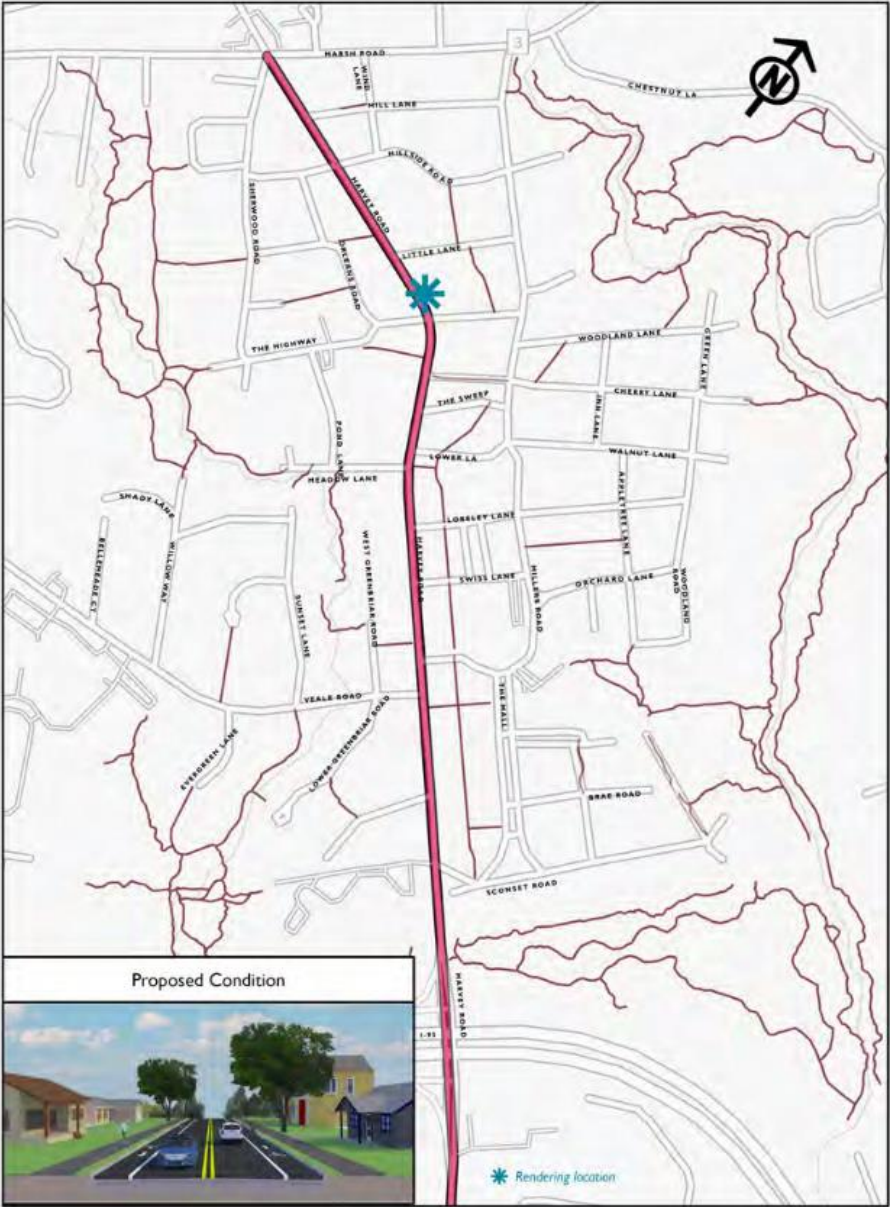 MARSH ROAD
3
WIND LANE
CHESTNUT LA
N
HILL LANE
HILLSIDE ROAD
SHERWOOD ROAD
HARVEY ROAD
ORLEANS ROAD
LITTLE LANE
THE HIGHWAY
WOODLAND LANE
GREEN LANE
THE SWEEP
CHERRY LANE
INN LANE
POND LANE
LOWER LA
WALNUT LANE
MEADOW LANE
APPLETREE LANE
SHADY LANE
LORELEY LANE
BELLEMEADE CT
WILLOW WAY
WEST GREENBRIAR ROAD
HARVEY ROAD
SWISS LANE
MILLERS ROAD
ORCHARD LANE
WOODLAND ROAD
SUNSET LANE
VEALE ROAD
THE MALL
EVERGREEN LANE
LOWER GREENBRIAR ROAD
BRAE ROAD
SCONSET ROAD
Proposed Condition
HARVEY ROAD
I-95
Rendering location